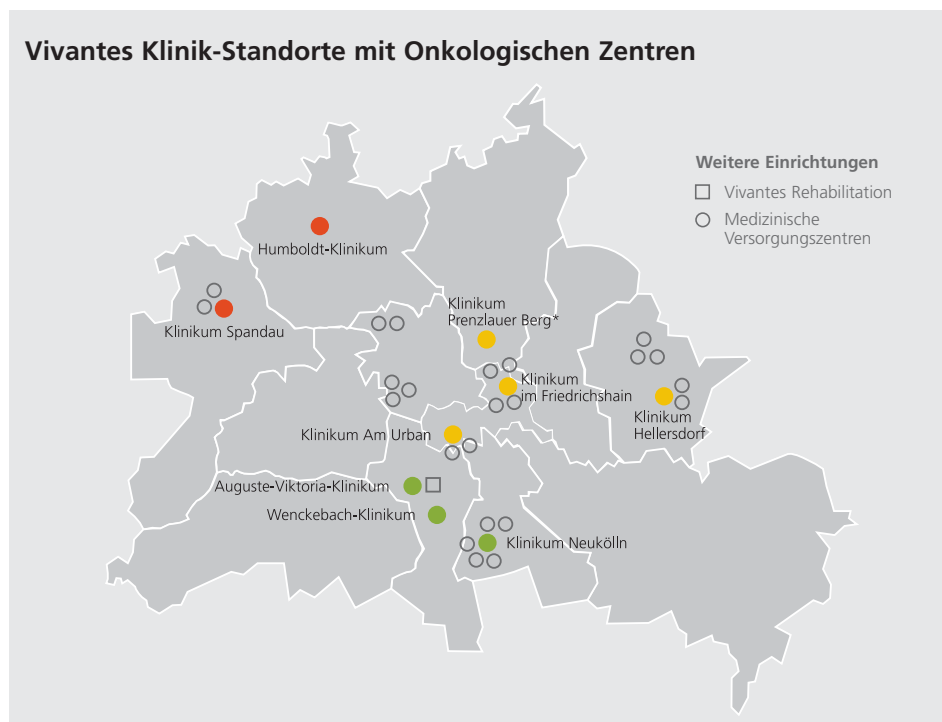 Vivantes Klinik-Standorte mit Onkologischen Zentren
Weitere Einrichtungen
Vivantes Rehabilitation
Medizinische
Versorgungszentren
Humboldt-Klinikum
Klinikum Spandau
Klinikum
Prenzlauer Berg*
Klinikum
im Friedrichshain
Klinikum
Hellersdorf
Klinikum Am Urban
Auguste-Viktoria-Klinikum
Wenckebach-Klinikum
Klinikum Neukölln